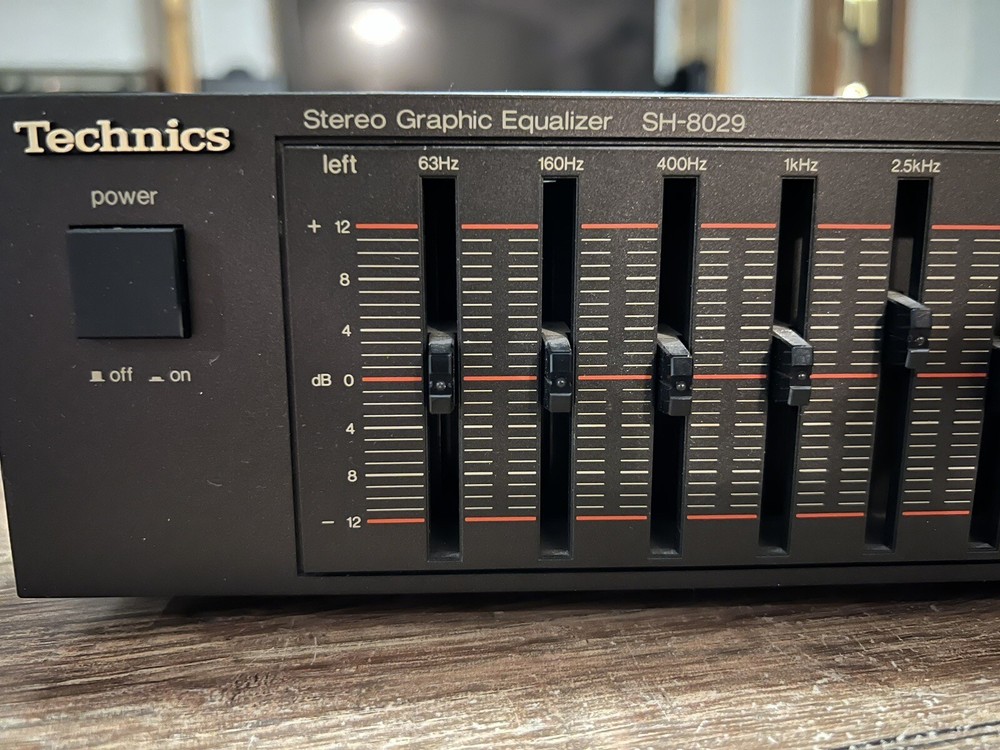 Technics
Stereo Graphic Equalizer SH-8029
power
off on
left 63Hz 160Hz 400Hz 1kHz 2.5kHz
+ 12
8
4
dB 0
4
8
− 12